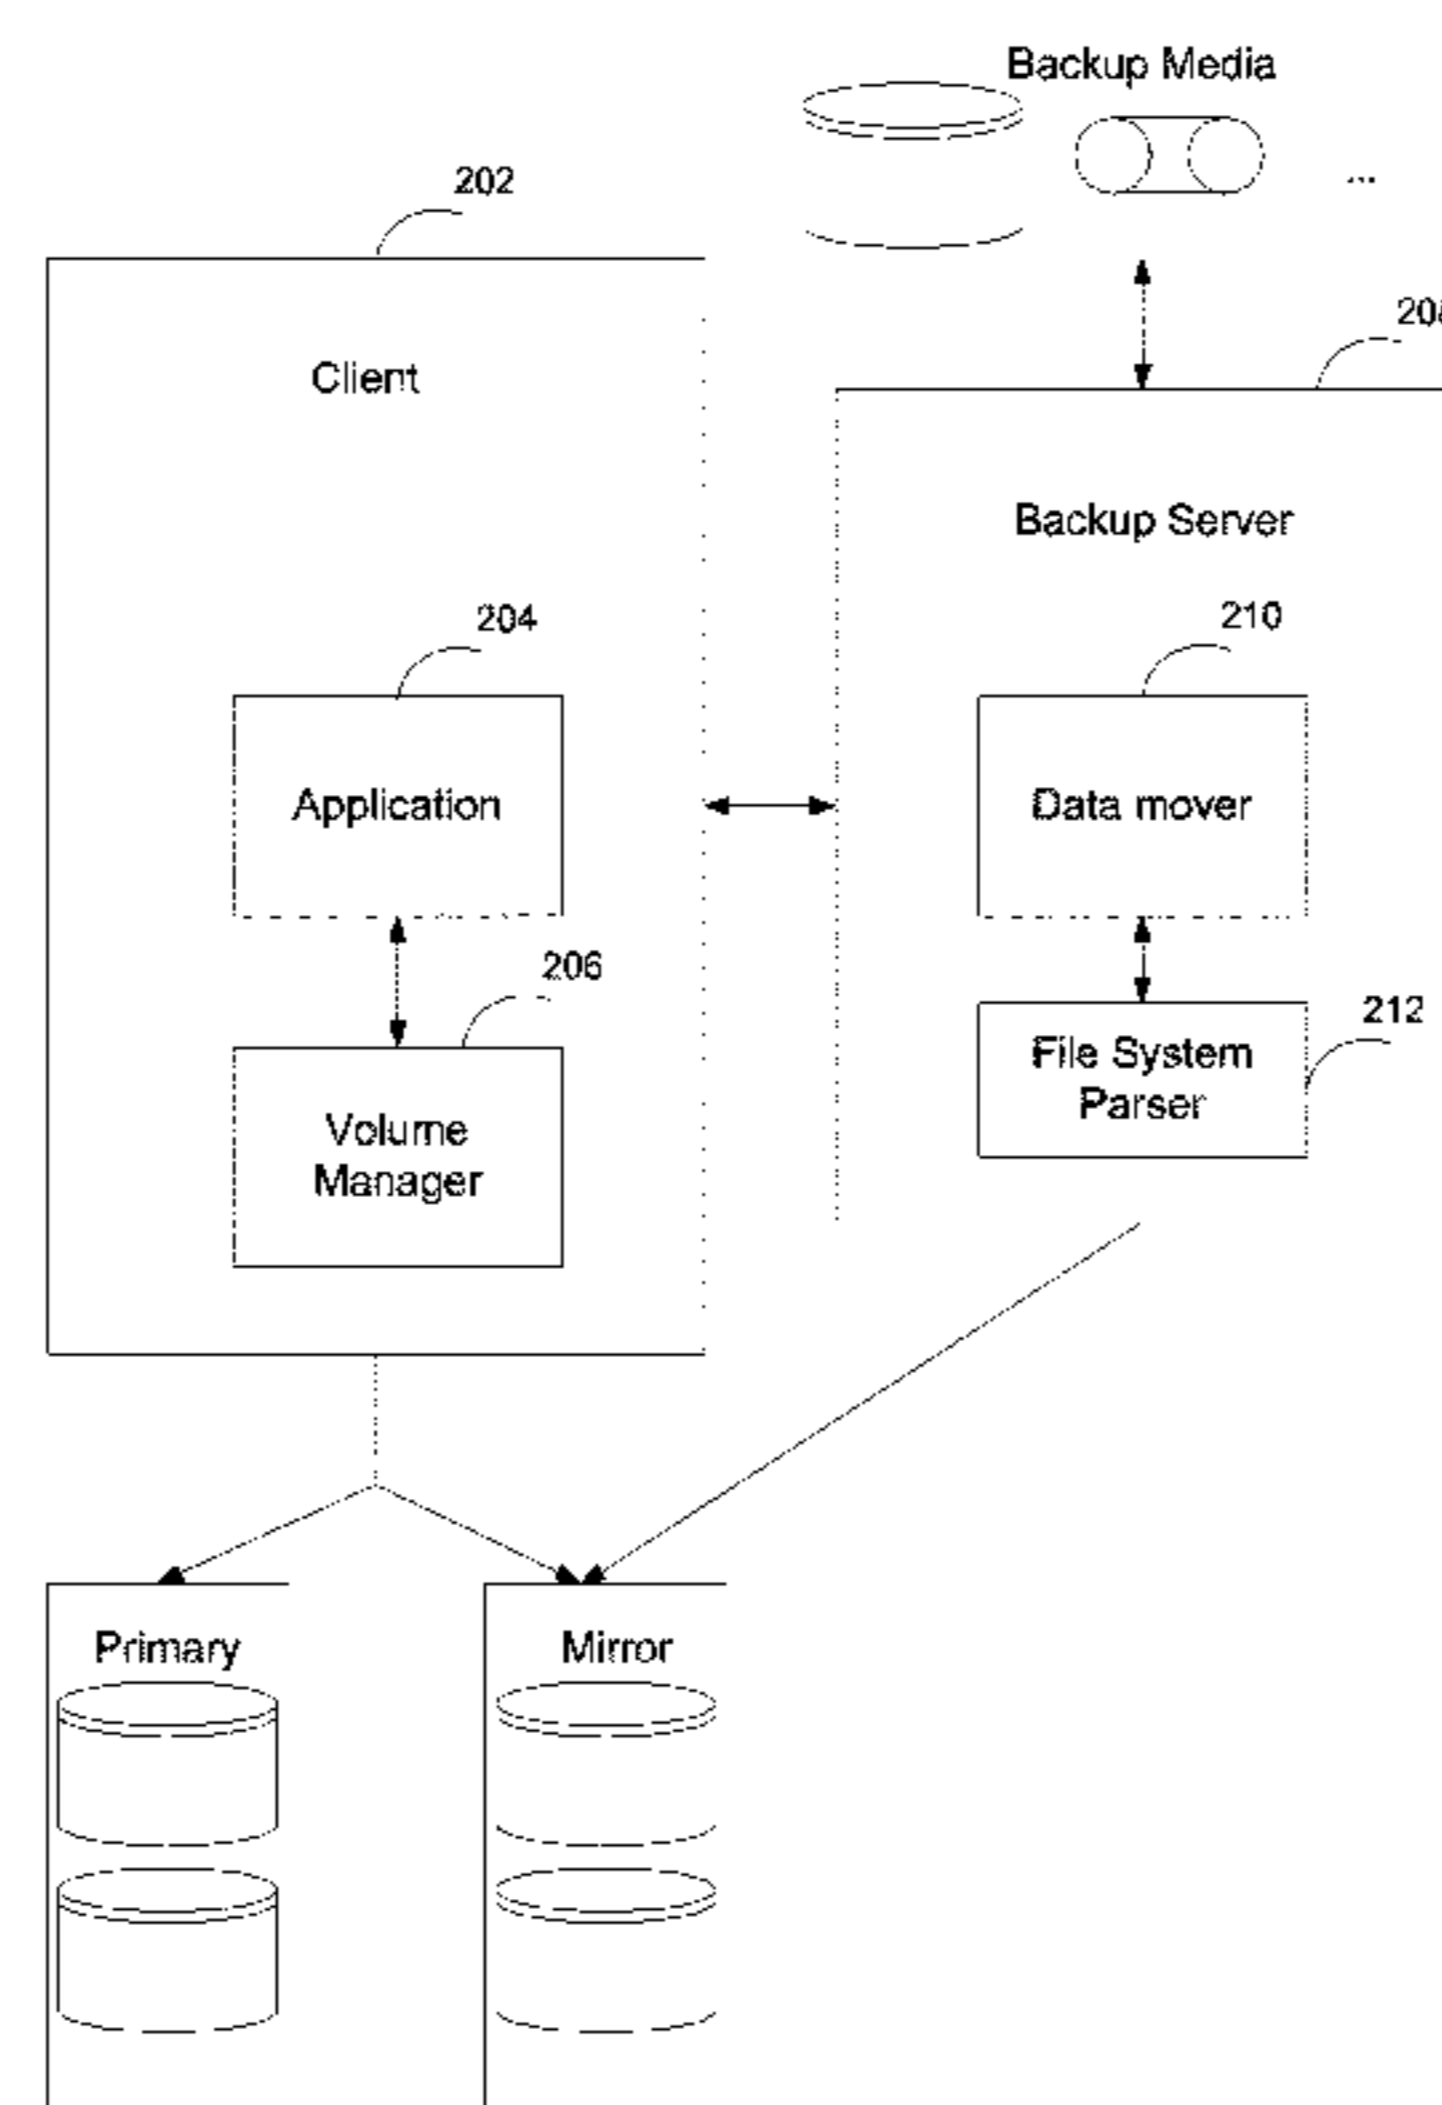 Backup Media
...
202
Client
Backup Server
204
210
Application
Data mover
206
212
File System
Parser
Volume
Manager
Primary
Mirror